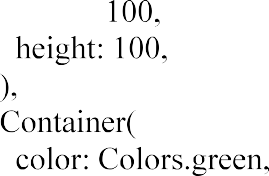 100,
height: 100,
),
Container(
color: Colors.green,